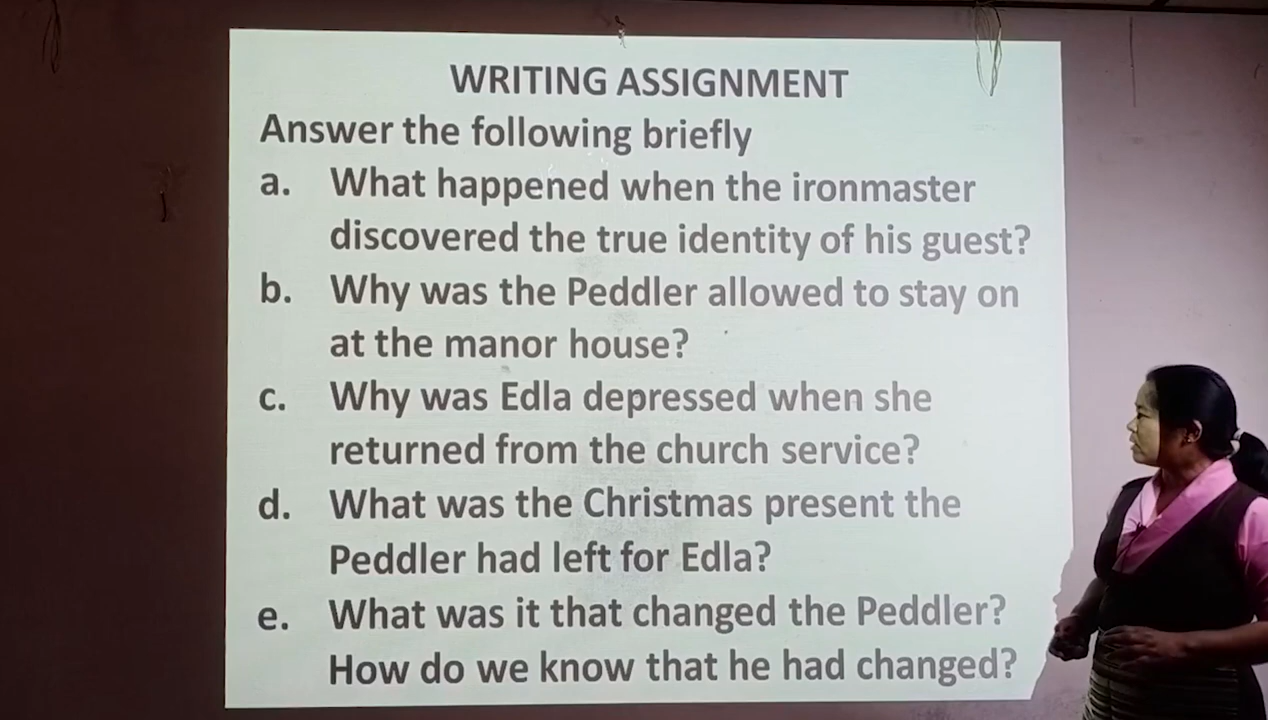 WRITING ASSIGNMENT
Answer the following briefly
a. What happened when the ironmaster
discovered the true identity of his guest?
b. Why was the Peddler allowed to stay on
at the manor house?
c. Why was Edla depressed when she
returned from the church service?
d. What was the Christmas present the
Peddler had left for Edla?
e. What was it that changed the Peddler?
How do we know that he had changed?